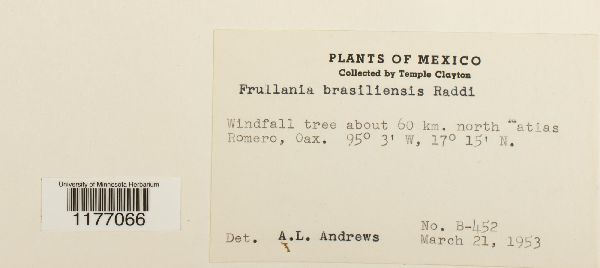 PLANTS OF MEXICO
Collected by Temple Clayton
Frullania brasiliensis Raddi
Windfall tree about 60 km. north atias
Romero, Oax. 95° 3' W, 17° 15' N.
University of Minnesota Herbarium
1177066
No. B-452
Det. A.L. Andrews
March 21, 1953